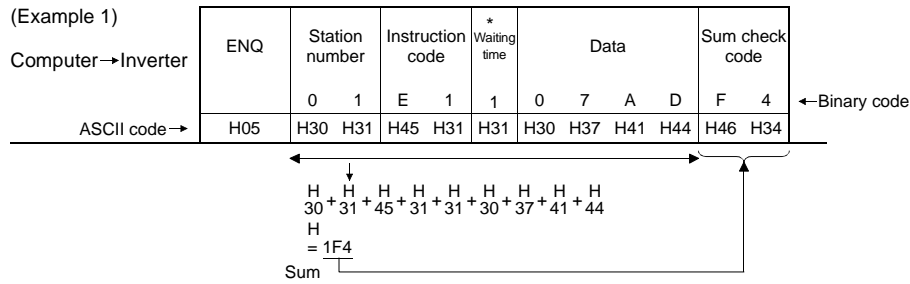 (Example 1)
Computer→Inverter
ENQ
Station number
Instruction code
* Waiting time
Data
Sum check code
0 1 E 1 1 0 7 A D F 4 ←Binary code
ASCII code→ H05 H30 H31 H45 H31 H31 H30 H37 H41 H44 H46 H34
H H H H H H H H H
30 + 31 + 45 + 31 + 31 + 30 + 37 + 41 + 44
H
= 1F4
Sum